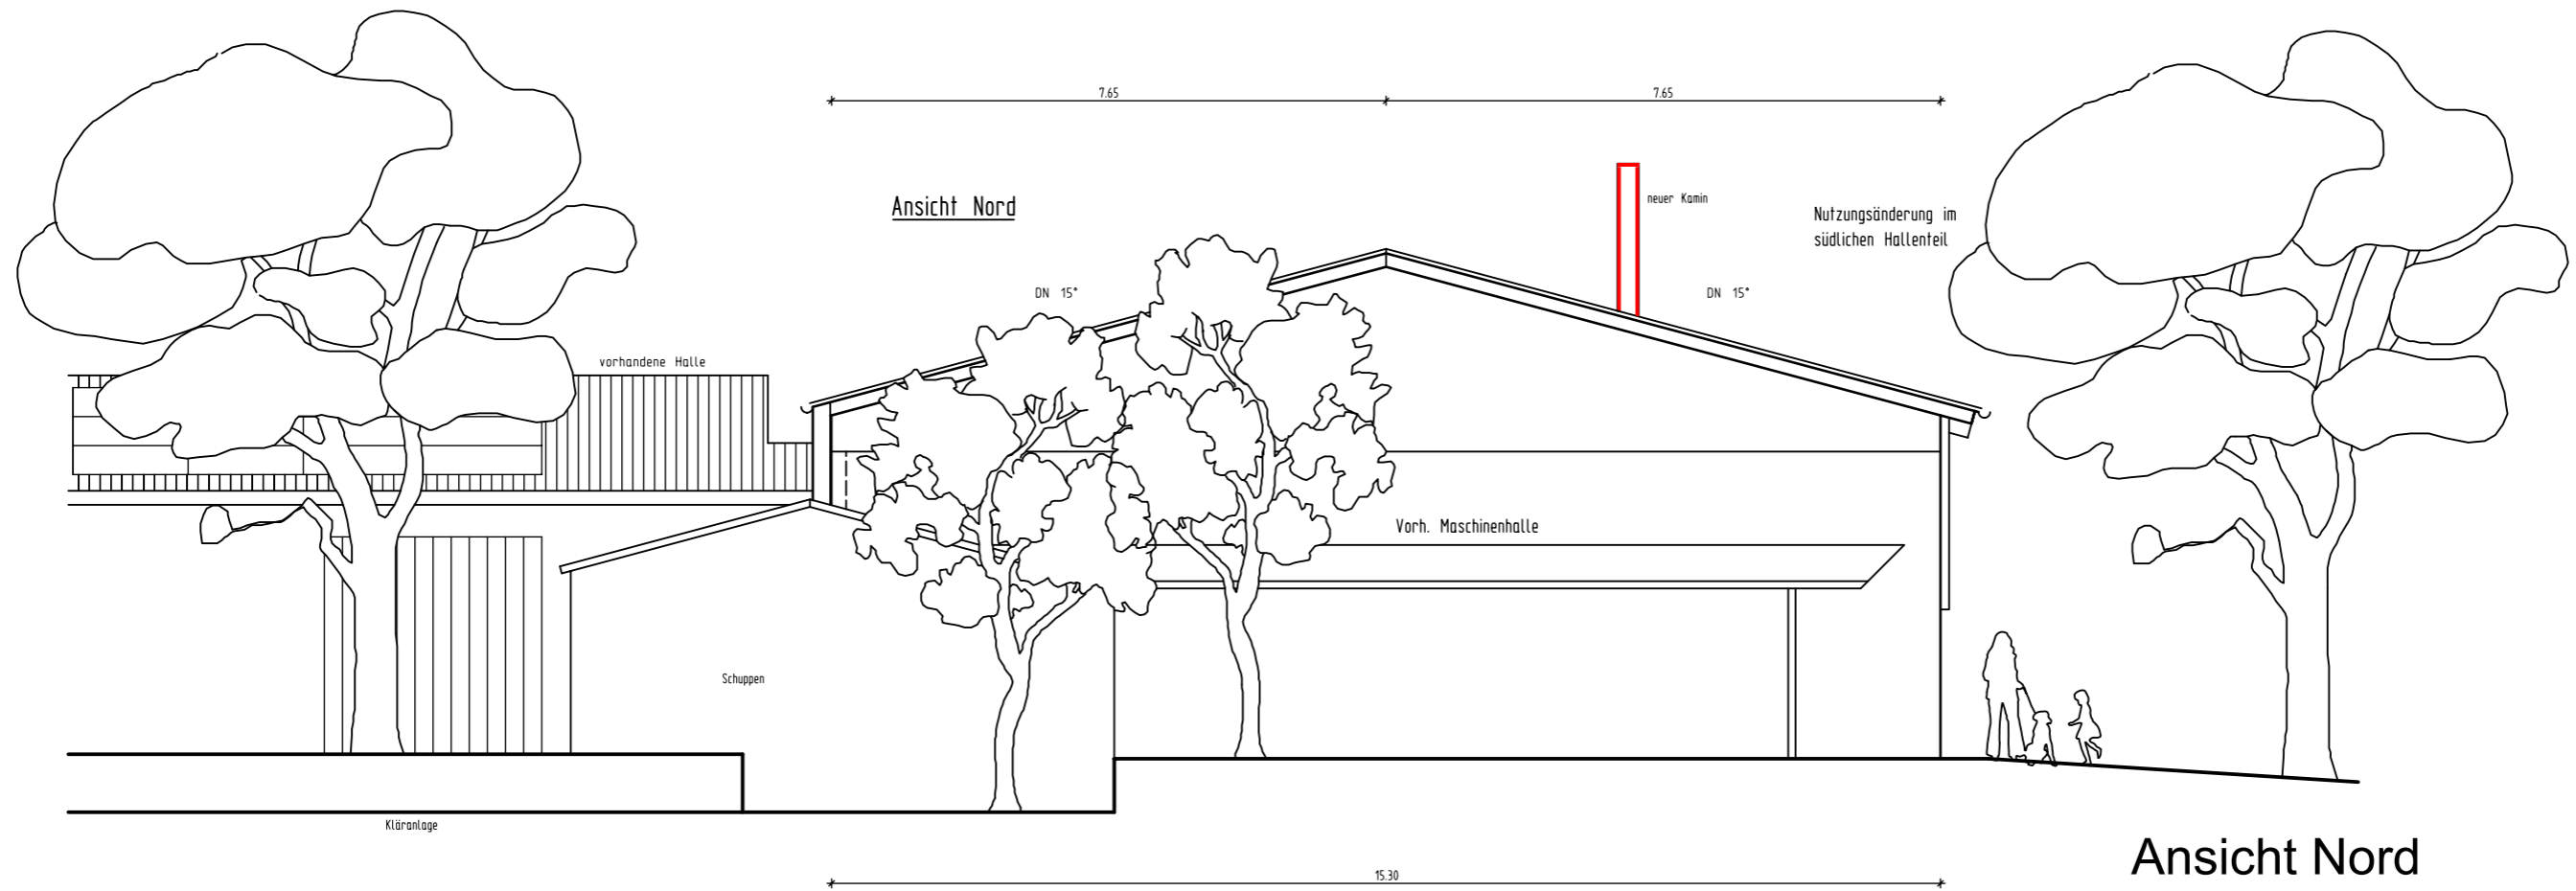 7.65
7.65
Ansicht Nord
neuer Kamin
Nutzungsänderung im
südlichen Hallenteil
DN 15°
DN 15°
vorhandene Halle
Vorh. Maschinenhalle
Schuppen
Kläranlage
Ansicht Nord
15.30